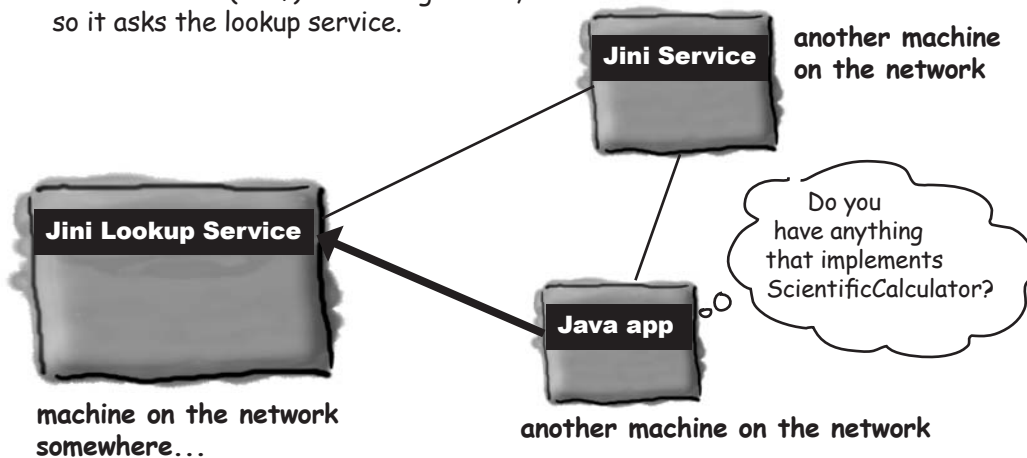 so it asks the lookup service.
Jini Service
another machine
on the network
Do you
have anything
that implements
ScientificCalculator?
Jini Lookup Service
Java app
machine on the network
somewhere...
another machine on the network